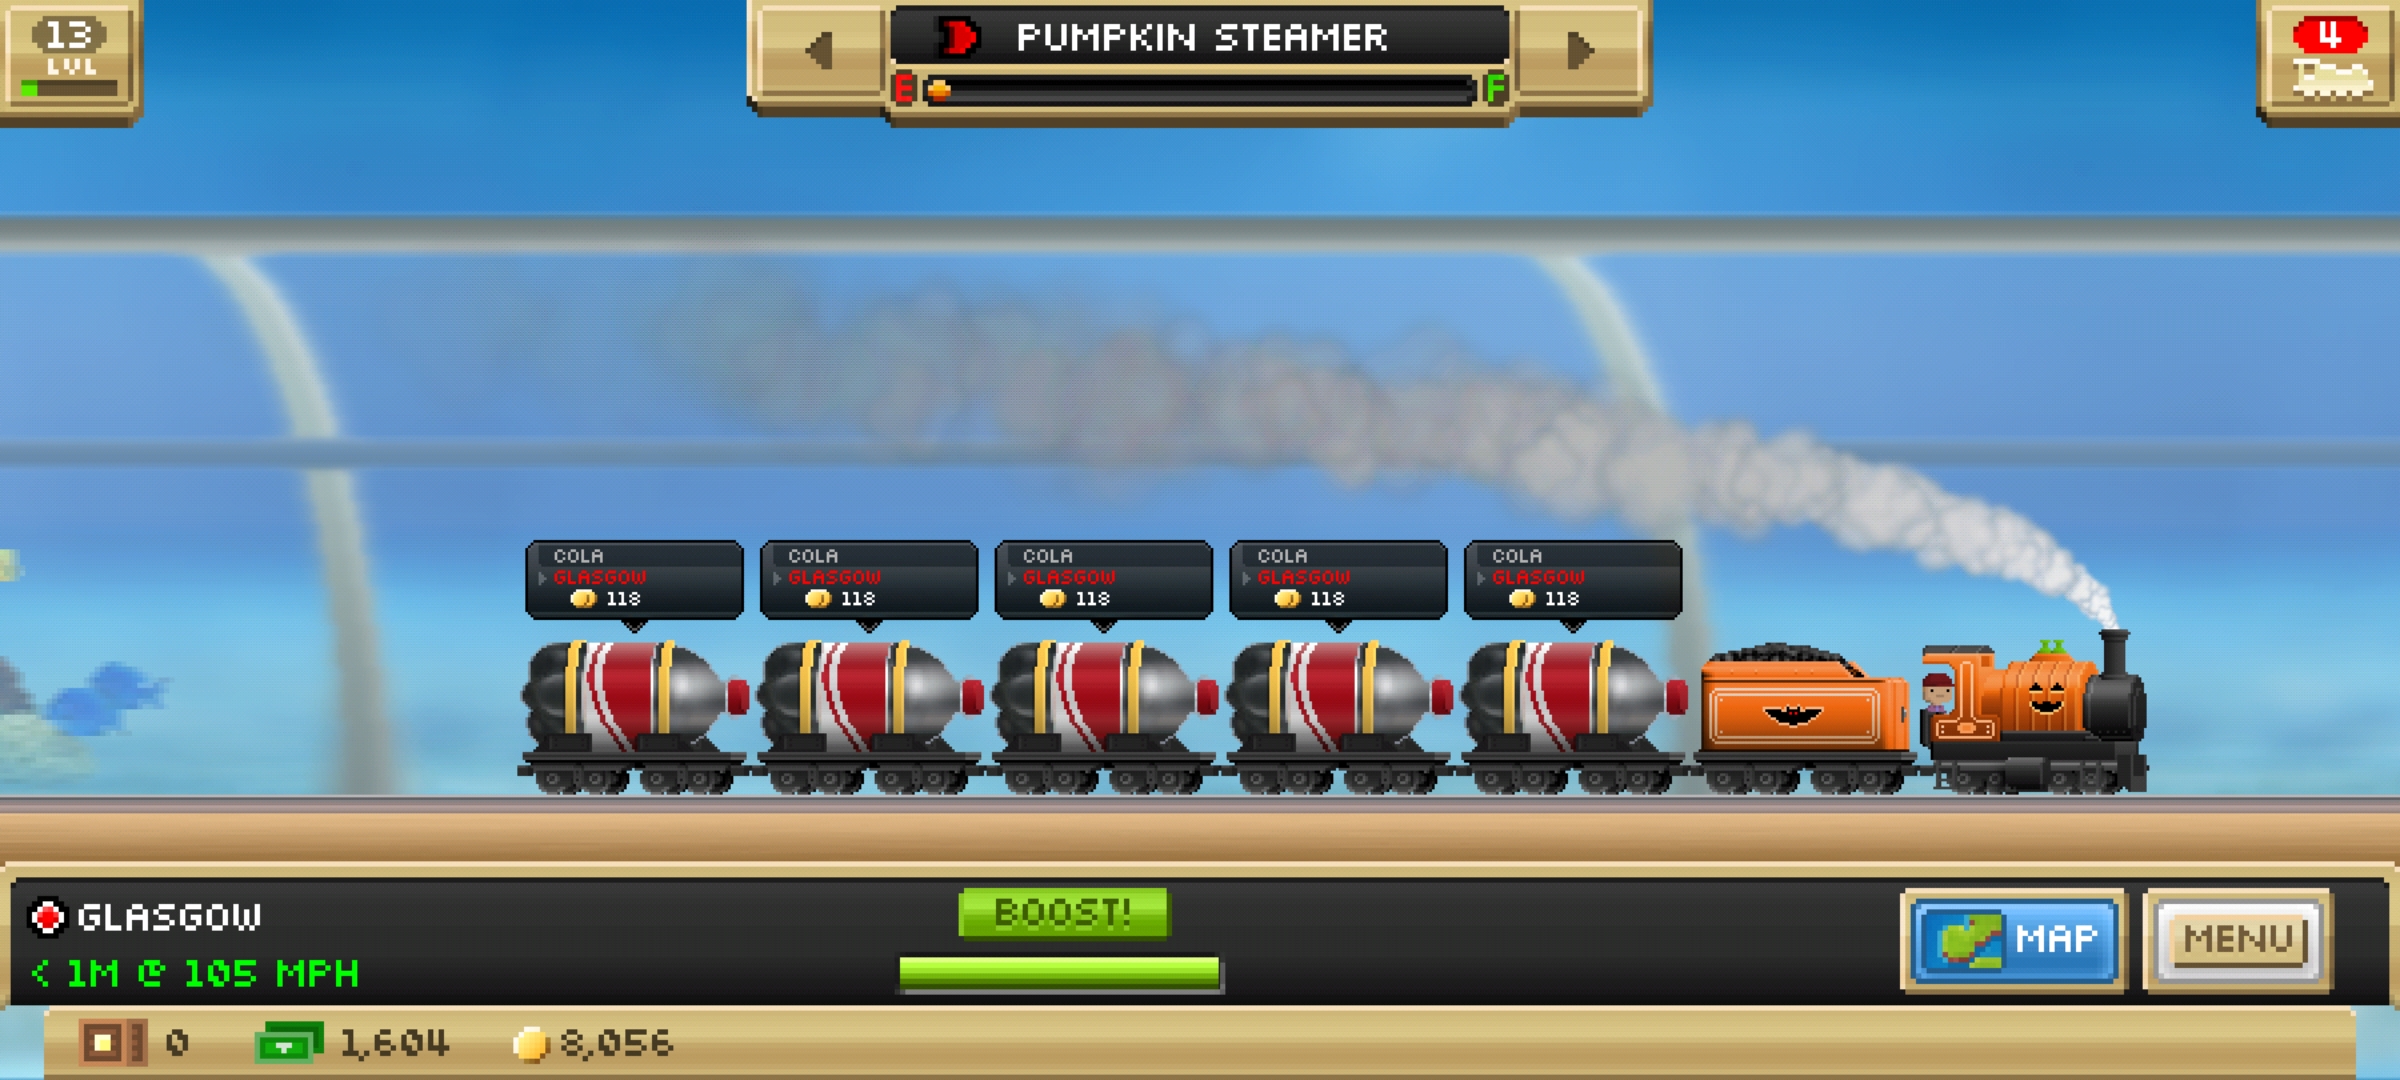 13
LVL
PUMPKIN STEAMER
E F
4
COLA
GLASGOW
118
COLA
GLASGOW
118
COLA
GLASGOW
118
COLA
GLASGOW
118
COLA
GLASGOW
118
GLASGOW
< 1M @ 105 MPH
BOOST!
MAP
MENU
0
1,604
8,056